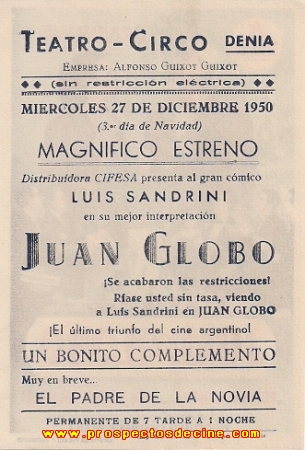 TEATRO-CIRCO DENIA
EMPRESA: ALFONSO GUIXOT GUIXOT
(sin restricción eléctrica)
MIERCOLES 27 DE DICIEMBRE 1950
(3.er día de Navidad)
MAGNIFICO ESTRENO
Distribuidora CIFESA presenta al gran cómico
LUIS SANDRINI
en su mejor interpretación
JUAN GLOBO
¡Se acabaron las restricciones!
Ríase usted sin tasa, viendo
a Luis Sandrini en JUAN GLOBO
¡El último triunfo del cine argentino!
UN BONITO COMPLEMENTO
Muy en breve...
EL PADRE DE LA NOVIA
PERMANENTE DE 7 TARDE A 1 NOCHE
www.prospectosdecine.com